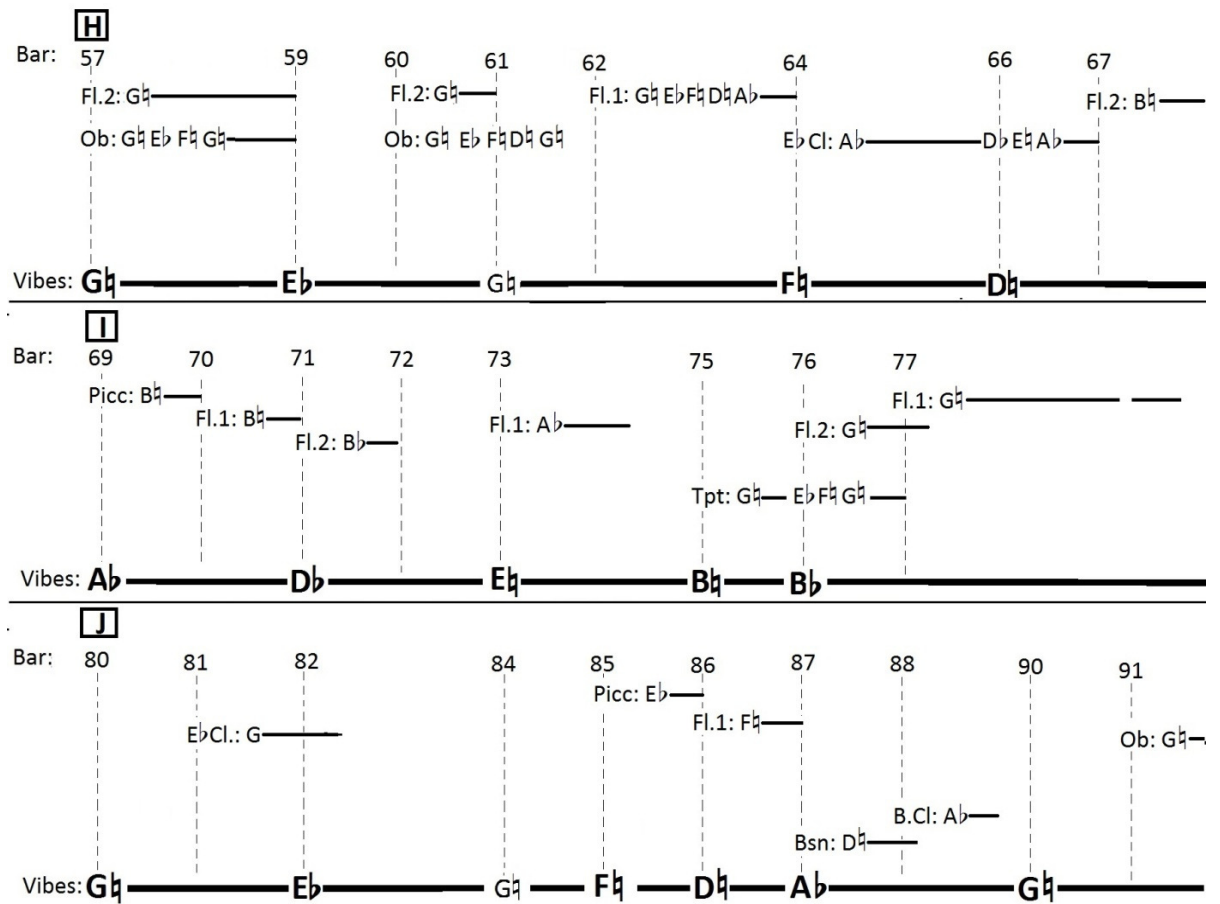 H
Bar: 57 59 60 61 62 64 66 67
Fl.2: G♮ Fl.2: G♮ Fl.1: G♮ E♭ F♮ D♮ A♭ Fl.2: B♮
Ob: G♮ E♭ F♮ G♮ Ob: G♮ E♭ F♮ D♮ G♮ E♭ Cl: A♭ D♭ E♮ A♭
Vibes: G♮ E♭ G♮ F♮ D♮
I
Bar: 69 70 71 72 73 75 76 77
Picc: B♮ Fl.1: G♮
Fl.1: B♮ Fl.1: A♭ Fl.2: G♮
Fl.2: B♭
Tpt: G♮ E♭ F♮ G♮
Vibes: A♭ D♭ E♮ B♮ B♭
J
Bar: 80 81 82 84 85 86 87 88 90 91
Picc: E♭
Fl.1: F♮
E♭ Cl.: G Ob: G♮
B.Cl: A♭
Bsn: D♮
Vibes: G♮ E♭ G♮ F♮ D♮ A♭ G♮